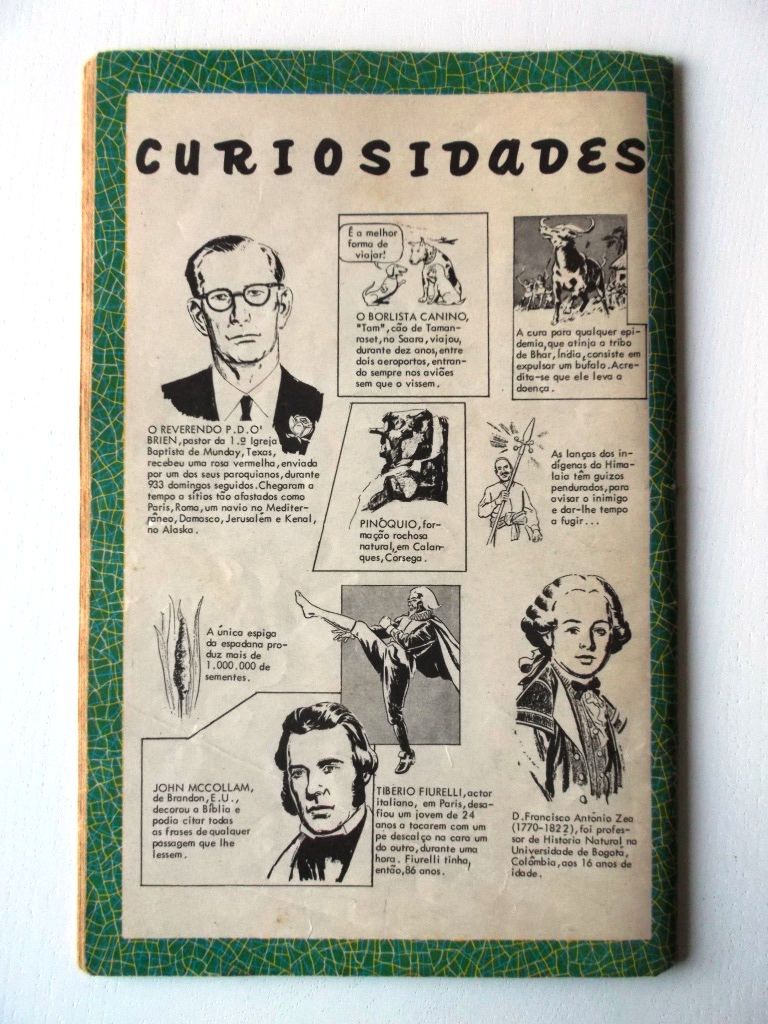 CURIOSIDADES
É a melhor
forma de
viajar!
O BORLISTA CANINO,
"Tam", cão de Taman-
rasset, no Saara, viajou,
durante dez anos, entre
dois aeroportos, entran-
do sempre nos aviões
sem que o vissem.
A cura para qualquer epi-
demia, que atinja a tribo
de Bhar, Índia, consiste em
expulsar um bufalo. Acre-
dita-se que ele leva a
doença.
O REVERENDO P.D.O'
BRIEN, pastor da 1.ª Igreja
Baptista de Munday, Texas,
recebeu uma rosa vermelha, enviada
por um dos seus paroquianos, durante
933 domingos seguidos. Chegaram a
tempo a sítios tão afastados como
Paris, Roma, um navio no Mediter-
râneo, Damasco, Jerusalém e Kenal,
no Alaska.
PINÓQUIO, for-
mação rochosa
natural, em Calan-
ques, Corsega.
As lanças dos in-
dígenas do Hima-
laia têm guizos
pendurados, para
avisar o inimigo
e dar-lhe tempo
a fugir...
A única espiga
da espadana pro-
duz mais de
1.000.000 de
sementes.
JOHN MCCOLLAM,
de Brandon, E.U.,
decorou a Bíblia e
podia citar todas
as frases de qualquer
passagem que lhe
lessem.
TIBERIO FIURELLI, actor
italiano, em Paris, desa-
fiou um jovem de 24
anos a tocarem com um
pe descalço na cara um
do outro, durante uma
hora. Fiurelli tinha,
então, 86 anos.
D. Francisco António Zea
(1770-1822), foi profes-
sor de História Natural na
Universidade de Bogotá,
Colômbia, aos 16 anos de
idade.